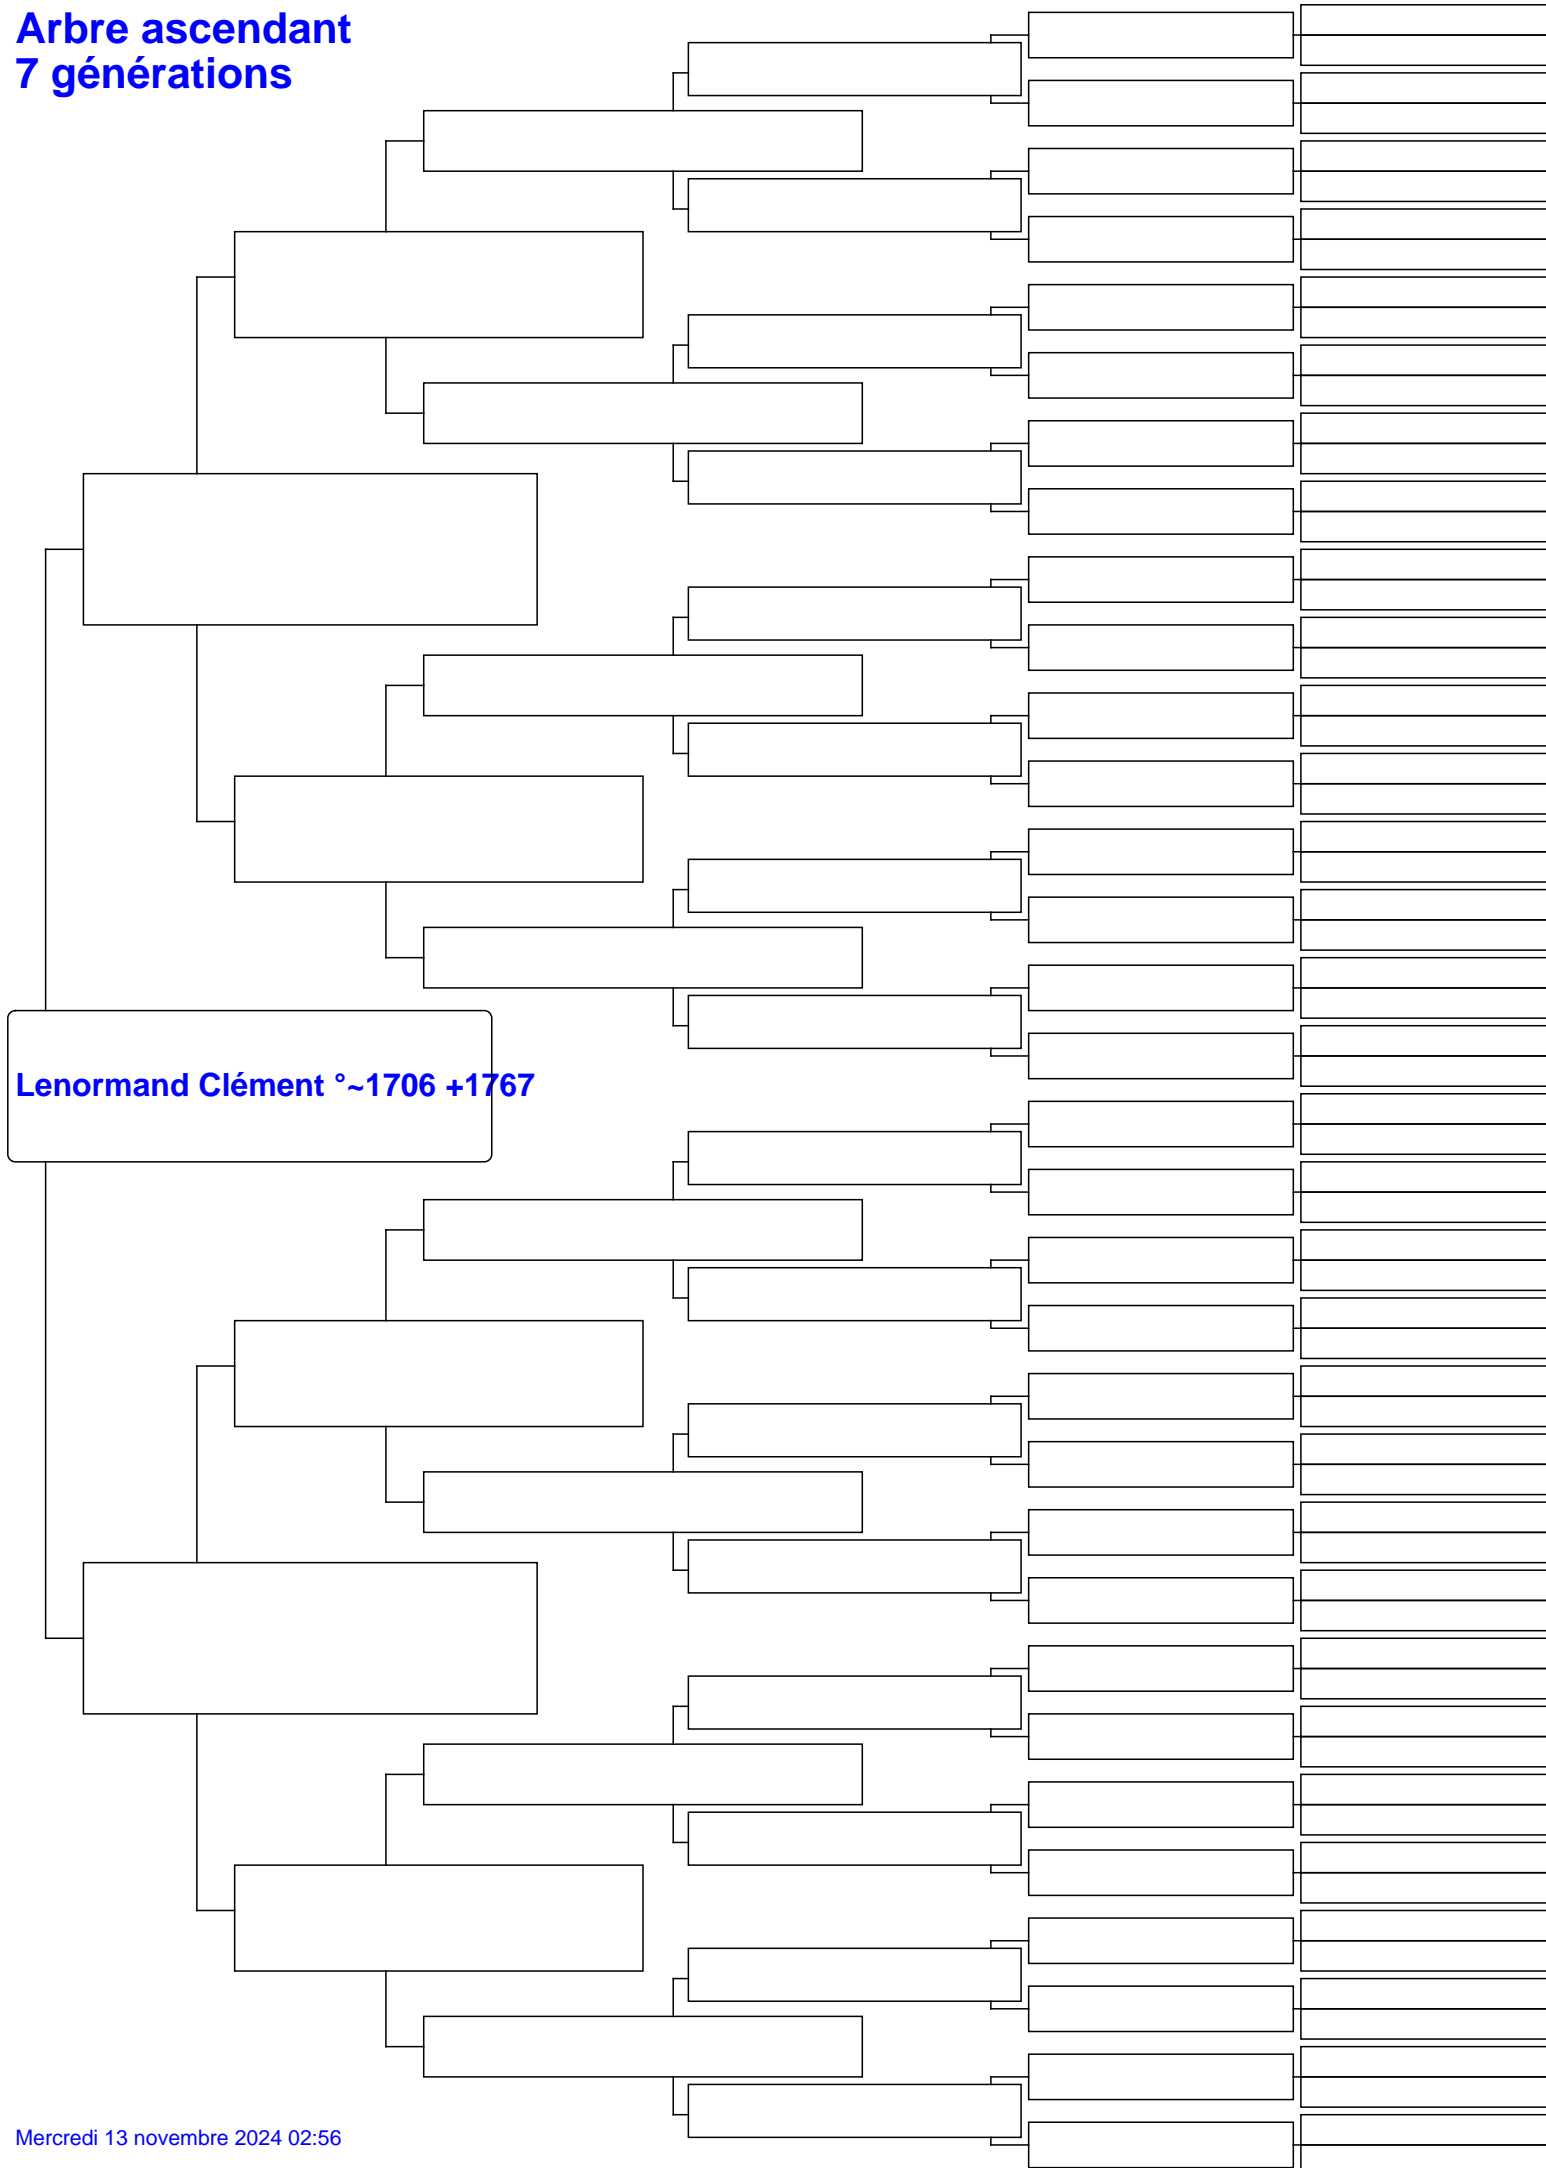 Arbre ascendant
7 générations
Lenormand Clément °~1706 +1767
Mercredi 13 novembre 2024 02:56